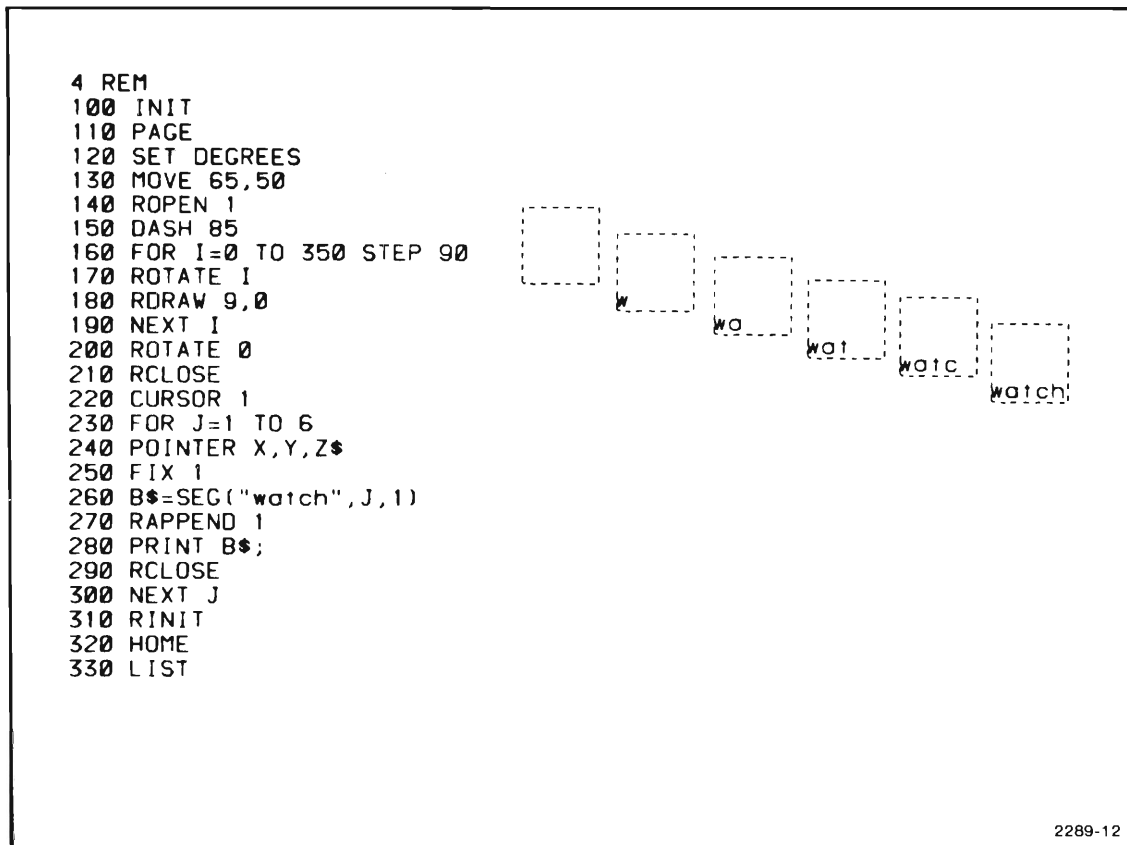 4 REM
100 INIT
110 PAGE
120 SET DEGREES
130 MOVE 65,50
140 ROPEN 1
150 DASH 85
160 FOR I=0 TO 350 STEP 90
170 ROTATE I
180 RDRAW 9,0
190 NEXT I
200 ROTATE 0
210 RCLOSE
220 CURSOR 1
230 FOR J=1 TO 6
240 POINTER X,Y,Z$
250 FIX 1
260 B$=SEG("watch",J,1)
270 RAPPEND 1
280 PRINT B$;
290 RCLOSE
300 NEXT J
310 RINIT
320 HOME
330 LIST
w
wa
wat
watc
watch
2289-12